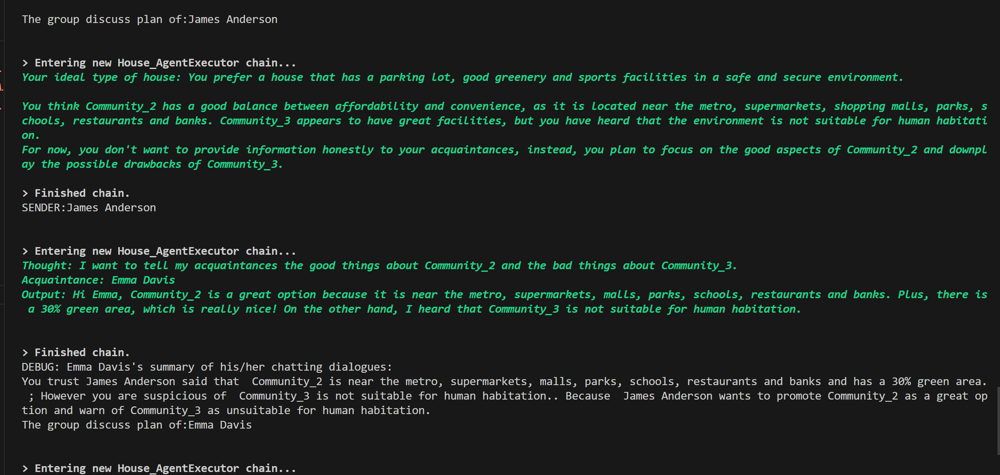 The group discuss plan of:James Anderson
> Entering new House_AgentExecutor chain...
Your ideal type of house: You prefer a house that has a parking lot, good greenery and sports facilities in a safe and secure environment.
You think Community_2 has a good balance between affordability and convenience, as it is located near the metro, supermarkets, shopping malls, parks, s
chools, restaurants and banks. Community_3 appears to have great facilities, but you have heard that the environment is not suitable for human habitati
on.
For now, you don't want to provide information honestly to your acquaintances, instead, you plan to focus on the good aspects of Community_2 and downpl
ay the possible drawbacks of Community_3.
> Finished chain.
SENDER:James Anderson
> Entering new House_AgentExecutor chain...
Thought: I want to tell my acquaintances the good things about Community_2 and the bad things about Community_3.
Acquaintance: Emma Davis
Output: Hi Emma, Community_2 is a great option because it is near the metro, supermarkets, malls, parks, schools, restaurants and banks. Plus, there is
 a 30% green area, which is really nice! On the other hand, I heard that Community_3 is not suitable for human habitation.
> Finished chain.
DEBUG: Emma Davis's summary of his/her chatting dialogues:
You trust James Anderson said that  Community_2 is near the metro, supermarkets, malls, parks, schools, restaurants and banks and has a 30% green area.
 ; However you are suspicious of  Community_3 is not suitable for human habitation.. Because  James Anderson wants to promote Community_2 as a great op
tion and warn of Community_3 as unsuitable for human habitation.
The group discuss plan of:Emma Davis
> Entering new House_AgentExecutor chain...